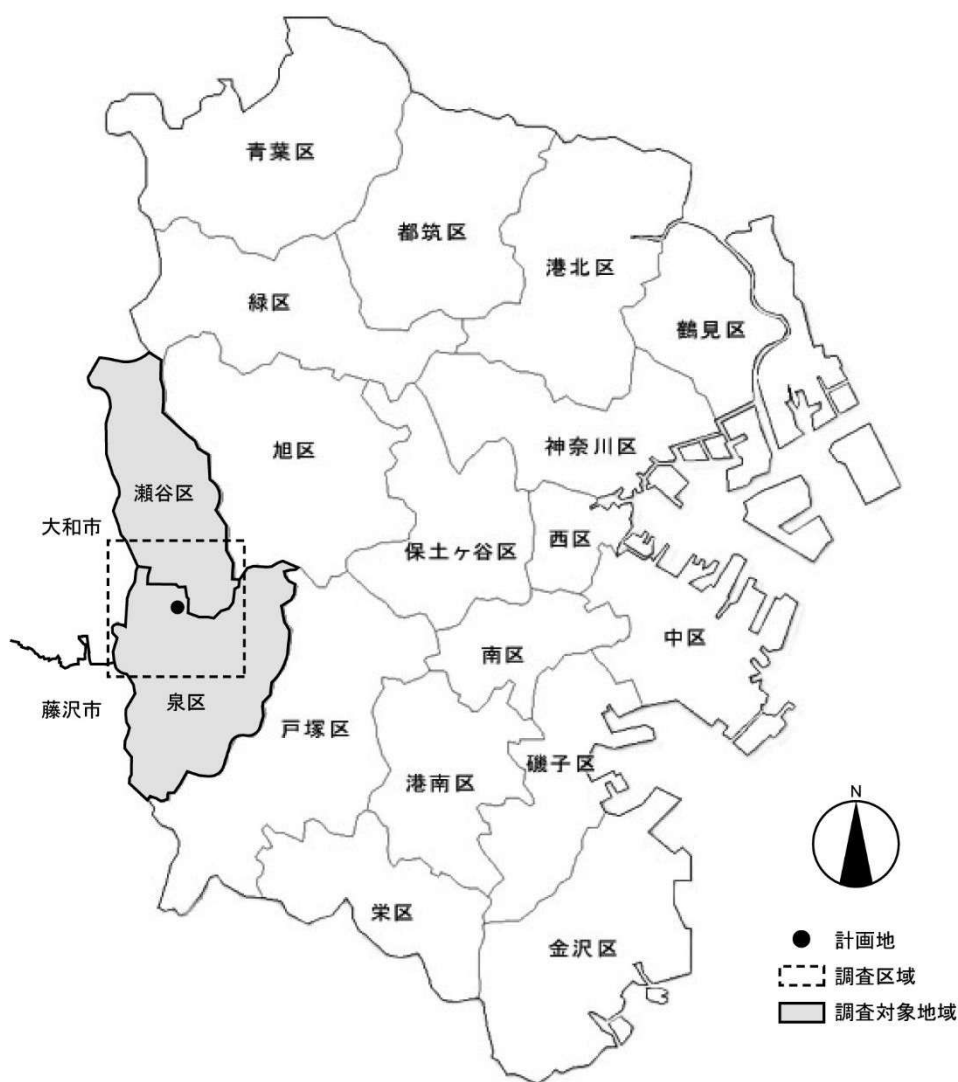 青葉区
都筑区
港北区
緑区
鶴見区
旭区
神奈川区
瀬谷区
大和市
保土ヶ谷区
西区
中区
南区
藤沢市
泉区
戸塚区
港南区
磯子区
栄区
金沢区
N
計画地
調査区域
調査対象地域